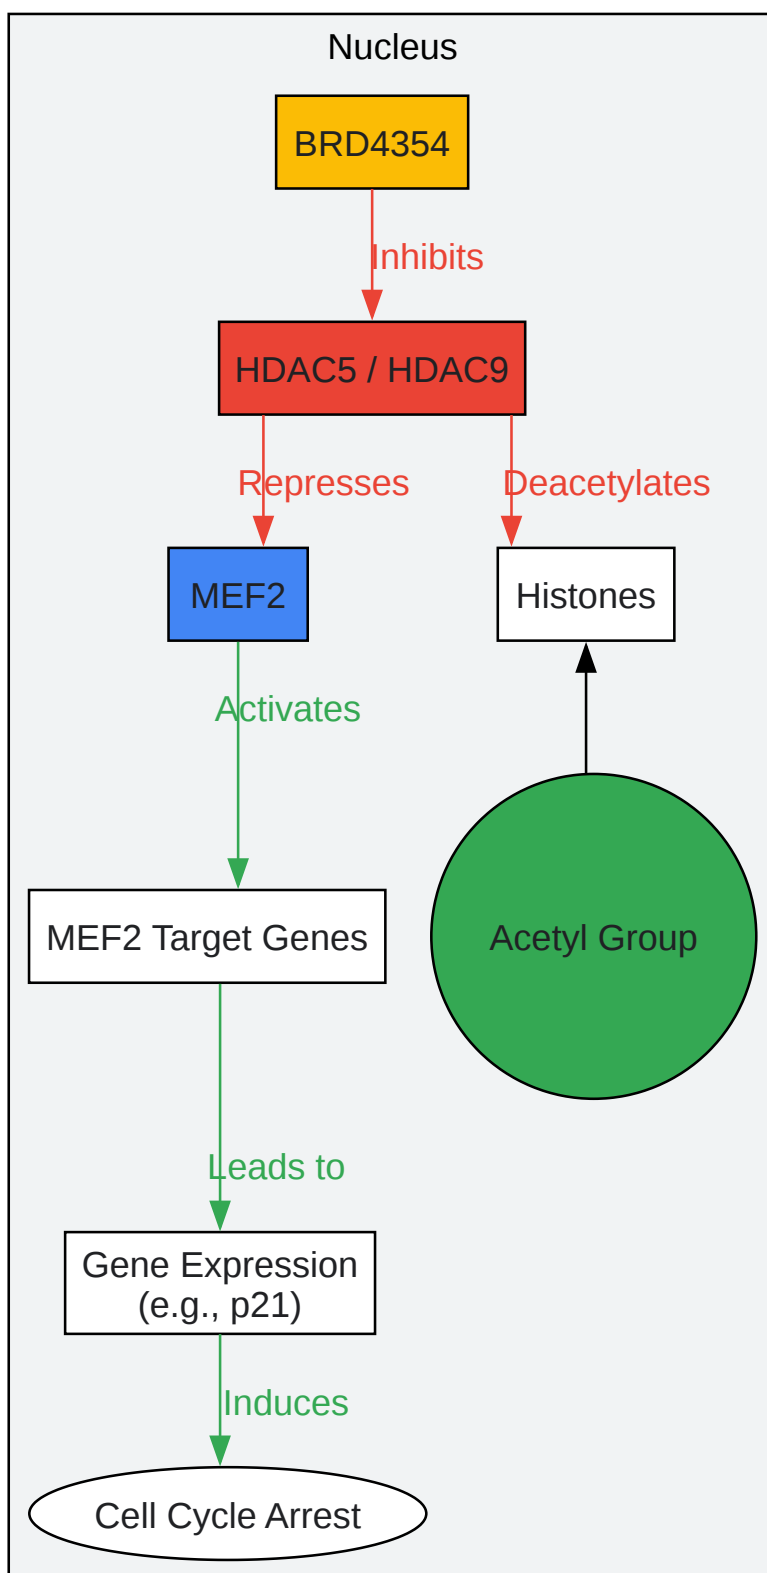 Nucleus
BRD4354
Inhibits
HDAC5 / HDAC9
Represses
Deacetylates
MEF2
Histones
Activates
MEF2 Target Genes
Acetyl Group
Leads to
Gene Expression
(e.g., p21)
Induces
Cell Cycle Arrest